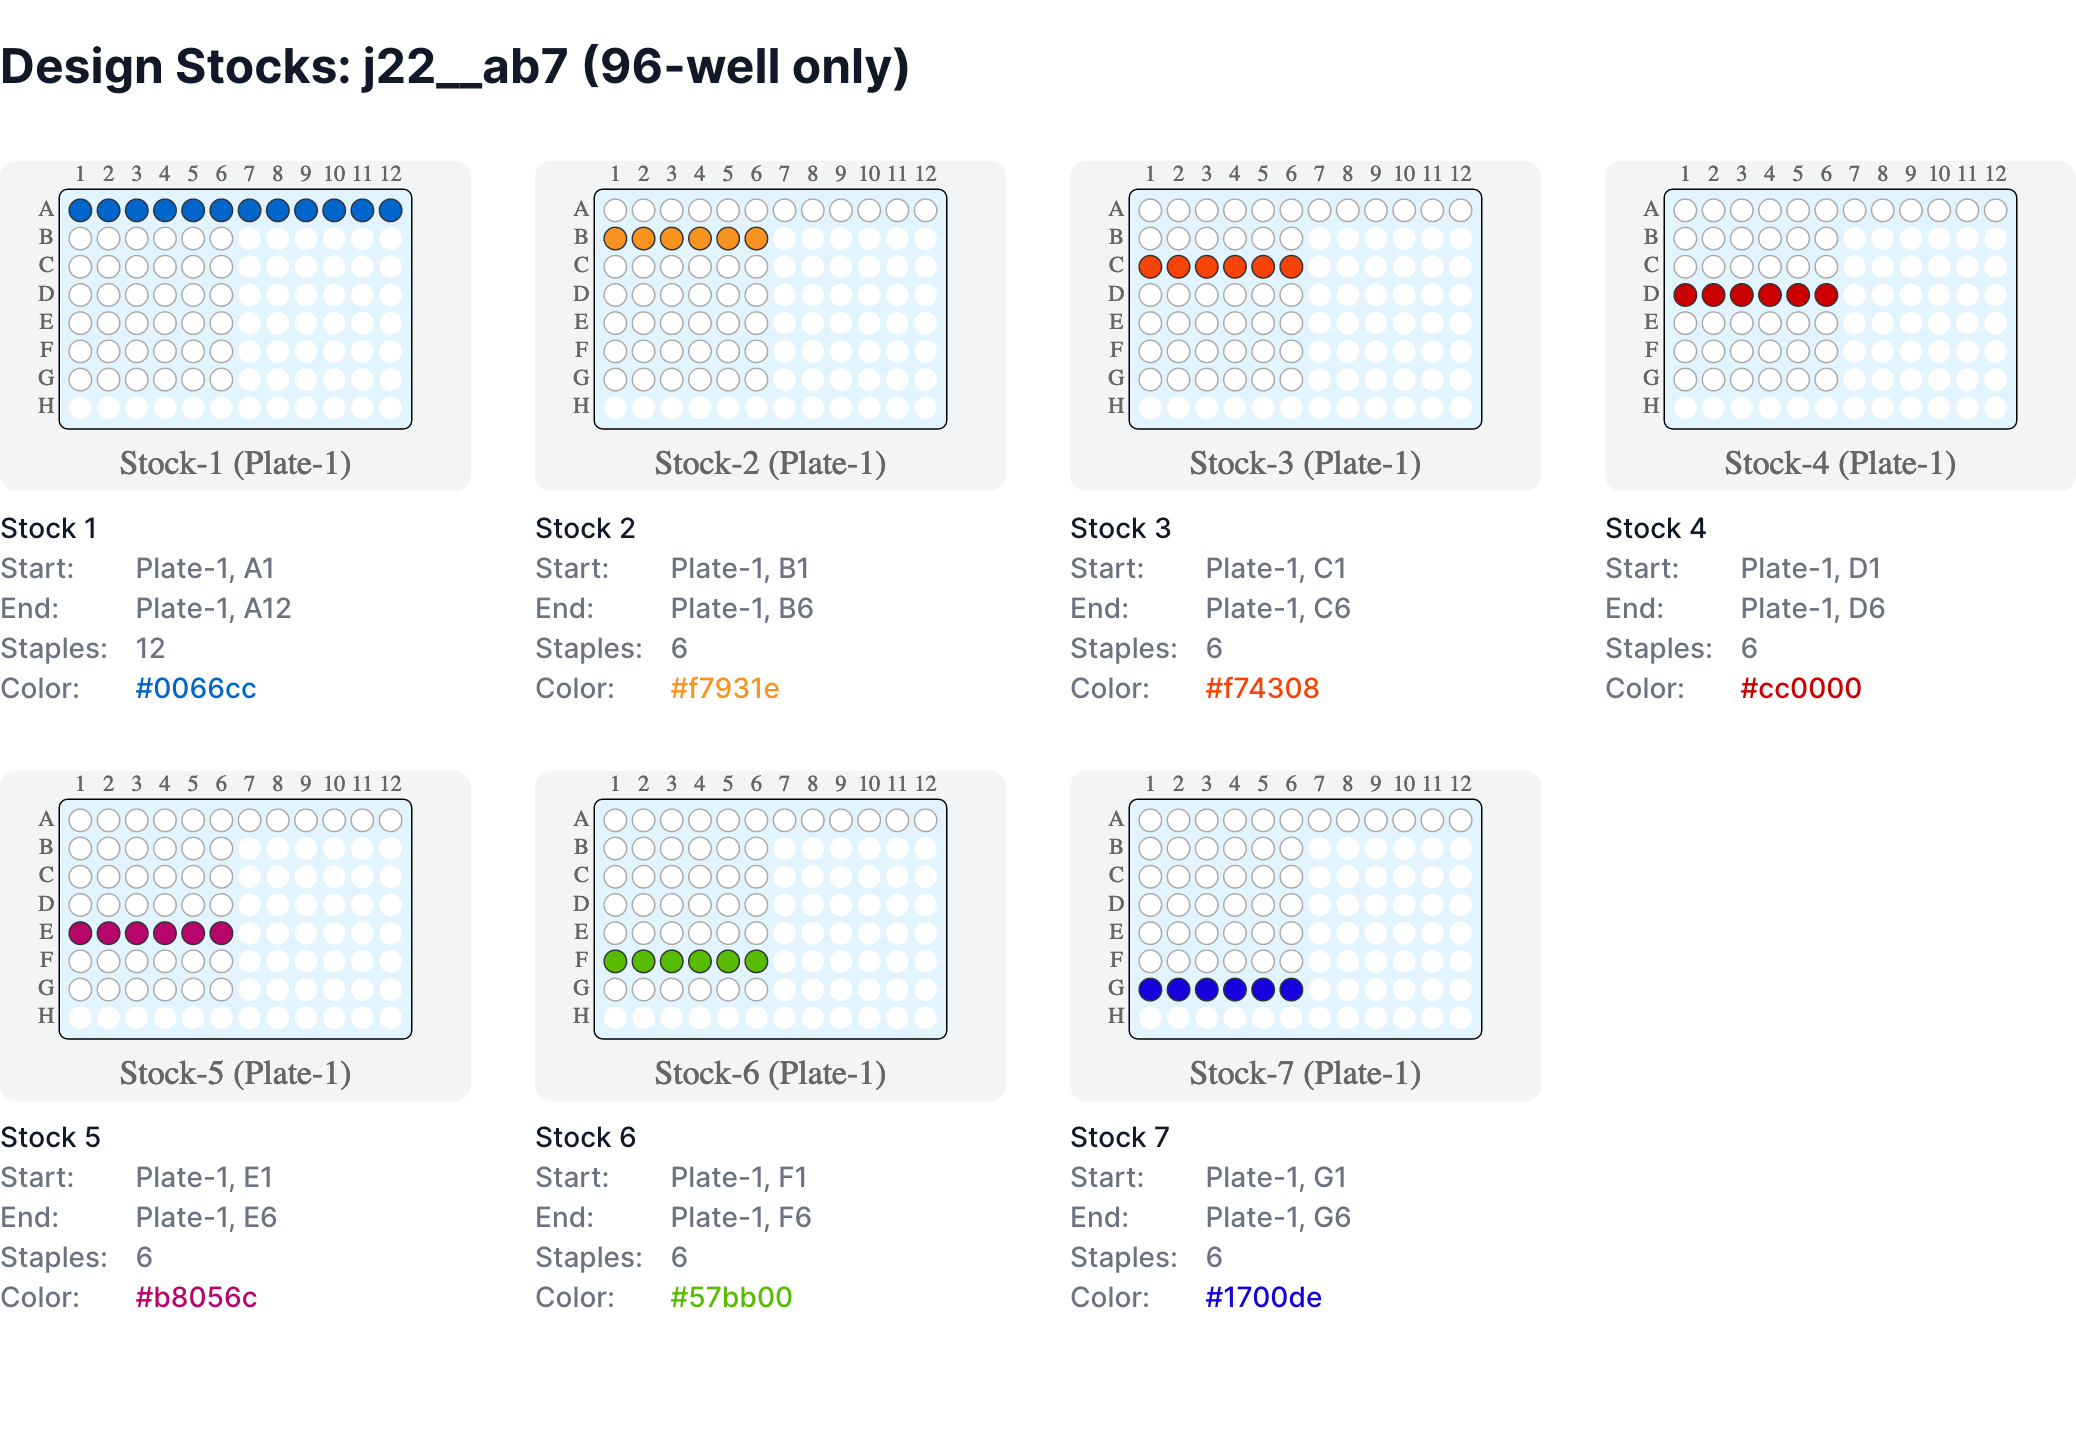 Design Stocks: j22__ab7 (96-well only)
1 2 3 4 5 6 7 8 9 10 11 12
A
B
C
D
E
F
G
H
Stock-1 (Plate-1)
Stock 1
Start: Plate-1, A1
End: Plate-1, A12
Staples: 12
Color: #0066cc
1 2 3 4 5 6 7 8 9 10 11 12
A
B
C
D
E
F
G
H
Stock-2 (Plate-1)
Stock 2
Start: Plate-1, B1
End: Plate-1, B6
Staples: 6
Color: #f7931e
1 2 3 4 5 6 7 8 9 10 11 12
A
B
C
D
E
F
G
H
Stock-3 (Plate-1)
Stock 3
Start: Plate-1, C1
End: Plate-1, C6
Staples: 6
Color: #f74308
1 2 3 4 5 6 7 8 9 10 11 12
A
B
C
D
E
F
G
H
Stock-4 (Plate-1)
Stock 4
Start: Plate-1, D1
End: Plate-1, D6
Staples: 6
Color: #cc0000
1 2 3 4 5 6 7 8 9 10 11 12
A
B
C
D
E
F
G
H
Stock-5 (Plate-1)
Stock 5
Start: Plate-1, E1
End: Plate-1, E6
Staples: 6
Color: #b8056c
1 2 3 4 5 6 7 8 9 10 11 12
A
B
C
D
E
F
G
H
Stock-6 (Plate-1)
Stock 6
Start: Plate-1, F1
End: Plate-1, F6
Staples: 6
Color: #57bb00
1 2 3 4 5 6 7 8 9 10 11 12
A
B
C
D
E
F
G
H
Stock-7 (Plate-1)
Stock 7
Start: Plate-1, G1
End: Plate-1, G6
Staples: 6
Color: #1700de